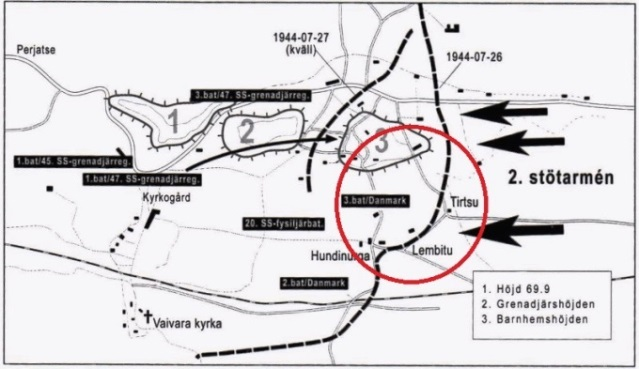 1944-07-27
(kväll)
1944-07-26
Perjatse
3.bat/47. SS-grenadjärreg.
1
2
3
1.bat/45. SS-grenadjärreg.
1.bat/47. SS-grenadjärreg.
2. stötarmén
Kyrkogård
3.bat/Danmark
Tirtsu
20. SS-fysiljärbat.
Hundinurga
Lembitu
2.bat/Danmark
Vaivara kyrka
1. Höjd 69.9
2. Grenadjärshöjden
3. Barnhemshöjden